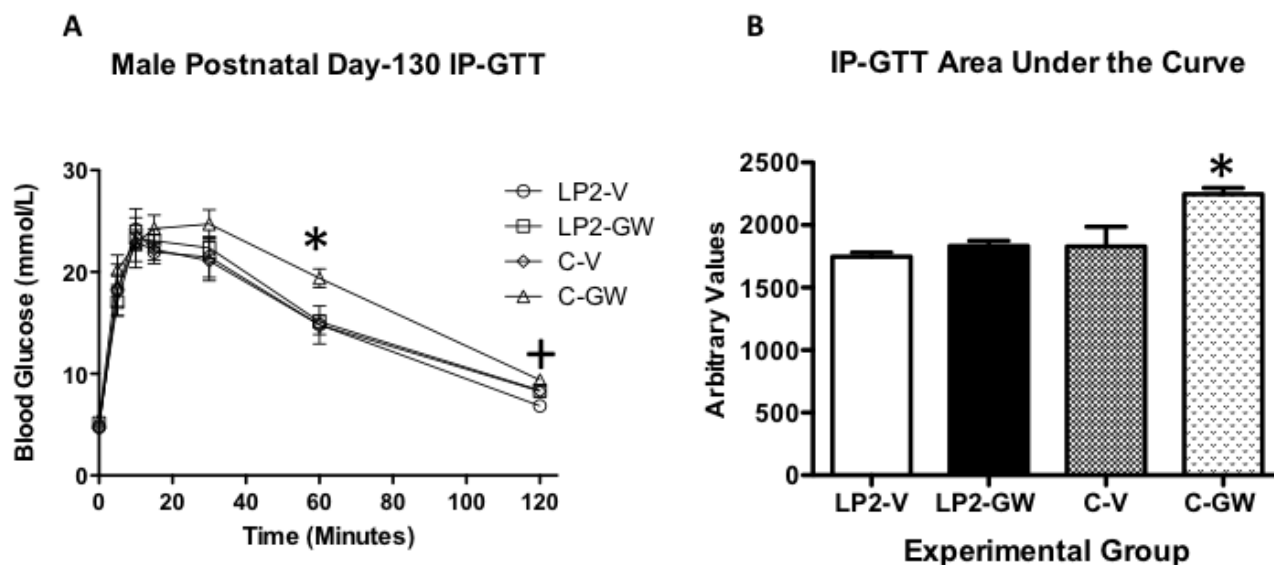 A
Male Postnatal Day-130 IP-GTT
Blood Glucose (mmol/L)
30
20
10
0
0 20 40 60 80 100 120
Time (Minutes)
LP2-V
LP2-GW
C-V
C-GW
*
+
B
IP-GTT Area Under the Curve
Arbitrary Values
2500
2000
1500
1000
500
0
*
LP2-V LP2-GW C-V C-GW
Experimental Group